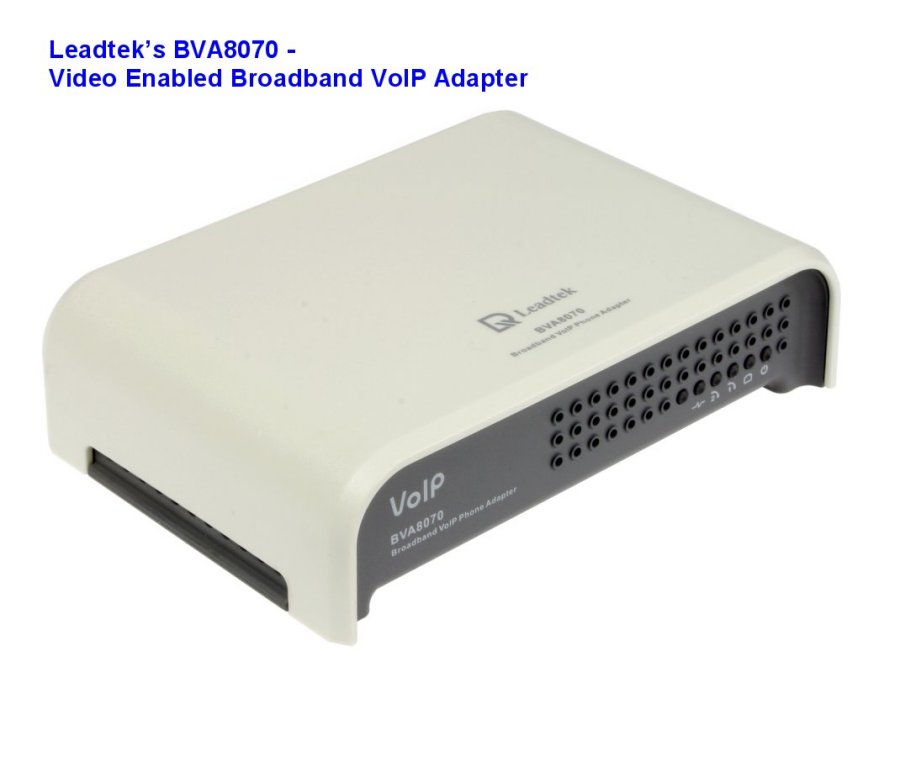 Leadtek’s BVA8070 -
Video Enabled Broadband VoIP Adapter
Leadtek
BVA8070
Broadband VoIP Phone Adapter
VoIP
BVA8070
Broadband VoIP Phone Adapter